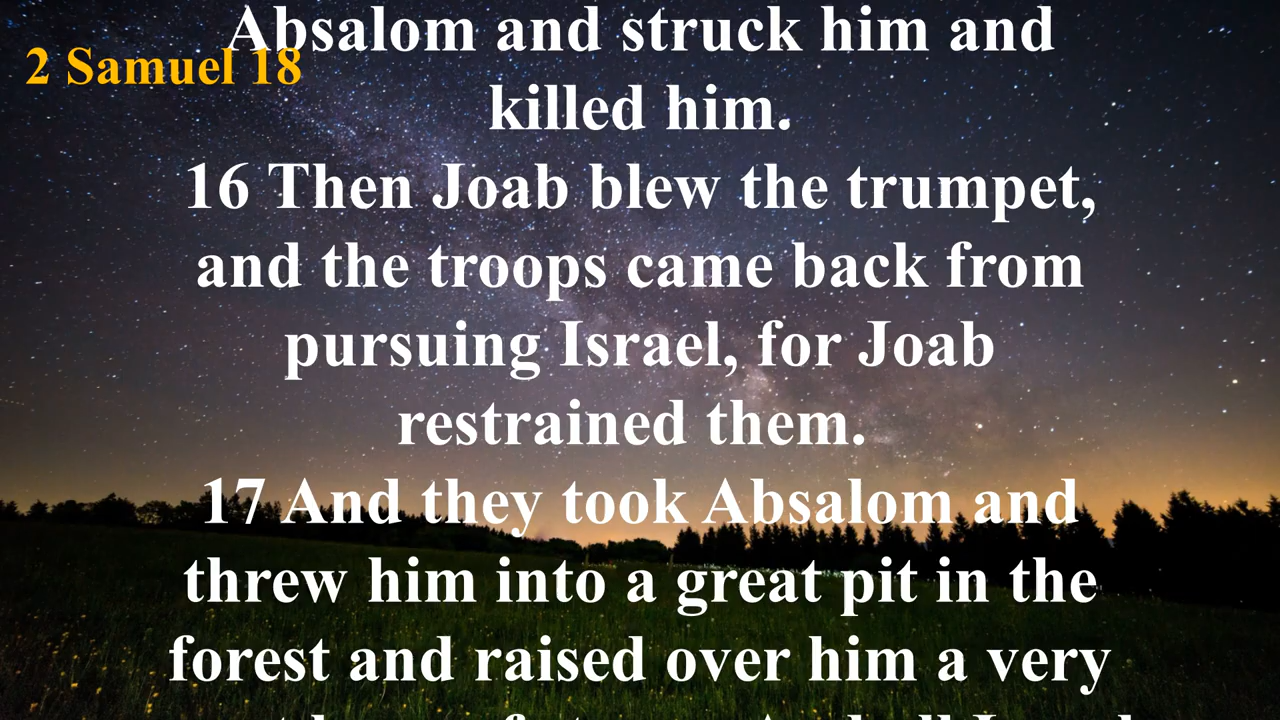 Absalom and struck him and
2 Samuel 18
killed him.
16 Then Joab blew the trumpet,
and the troops came back from
pursuing Israel, for Joab
restrained them.
17 And they took Absalom and
threw him into a great pit in the
forest and raised over him a very